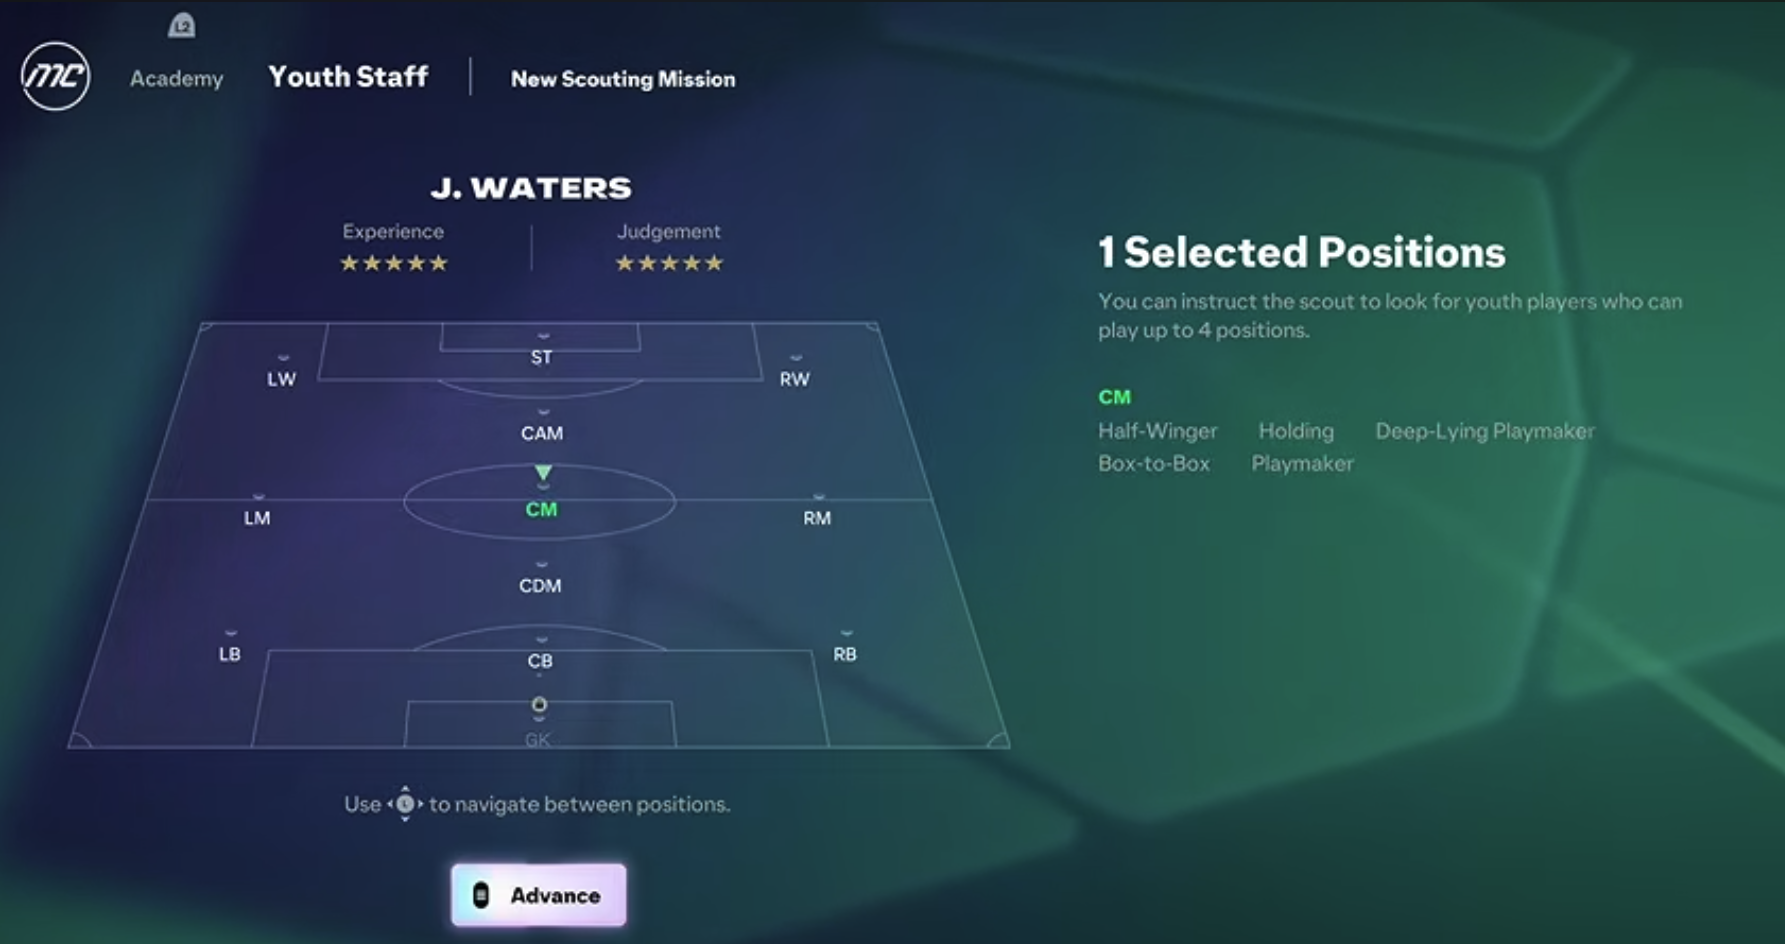 L2
MC
Academy
Youth Staff
New Scouting Mission
J. WATERS
Experience
Judgement
1 Selected Positions
You can instruct the scout to look for youth players who can
play up to 4 positions.
CM
Half-Winger Holding Deep-Lying Playmaker
Box-to-Box Playmaker
ST
LW
RW
CAM
CM
LM
RM
CDM
LB
CB
RB
GK
Use L to navigate between positions.
Advance